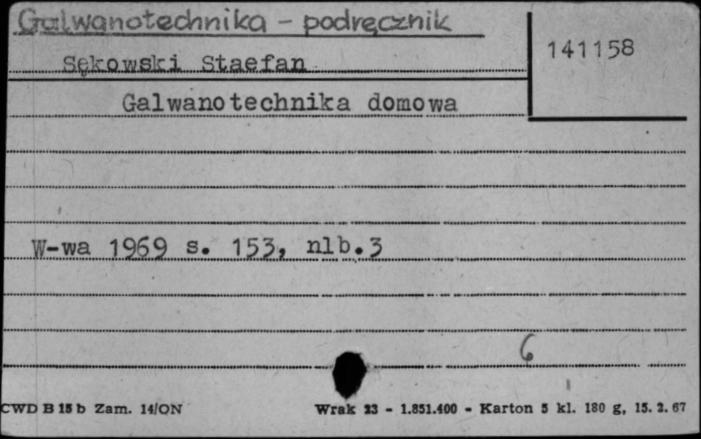 Galwanotechnika - podręcznik
141158
Sękowski Staefan
Galwanotechnika domowa
W-wa 1969 s. 153, nlb.3
6
CWD B 15 b Zam. 14/ON
Wrak 23 - 1.851.400 - Karton 5 kl. 180 g, 15. 2. 67